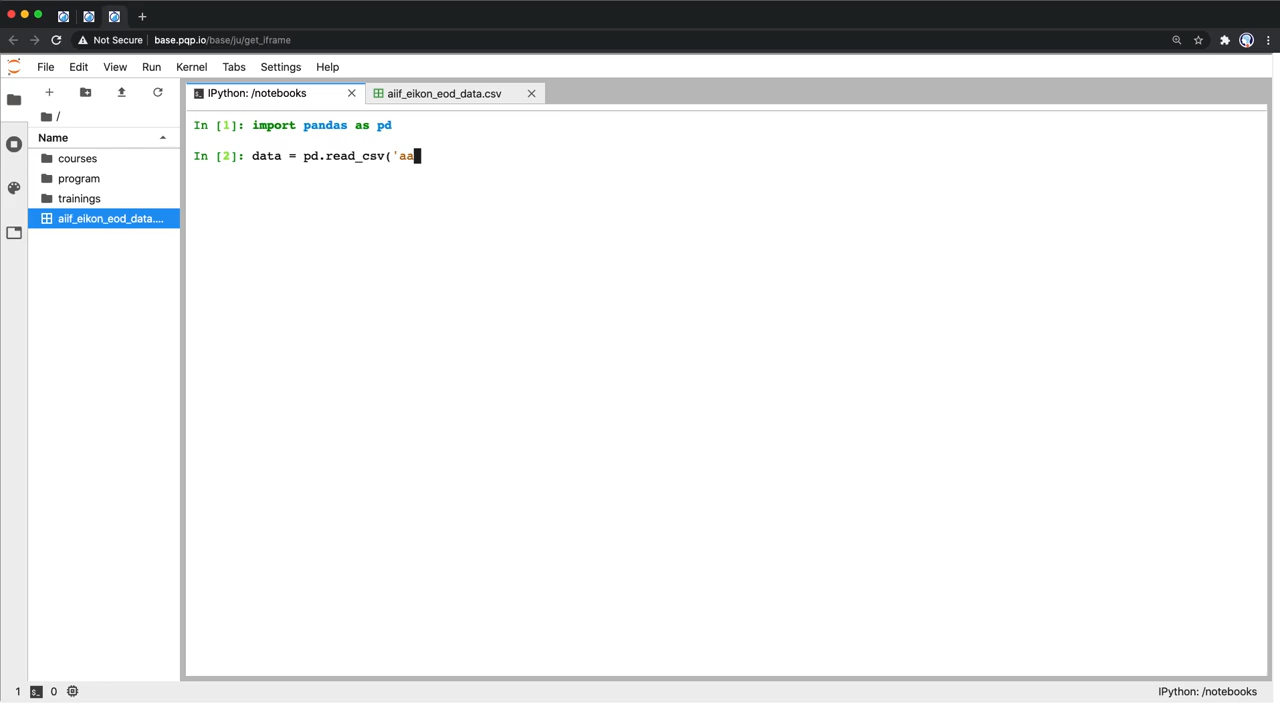 Not Secure base.pqp.io/base/ju/get_iframe
File Edit View Run Kernel Tabs Settings Help
IPython: /notebooks aiif_eikon_eod_data.csv
/
Name
courses
program
trainings
aiif_eikon_eod_data....
In [1]: import pandas as pd
In [2]: data = pd.read_csv('aa
1 $_ 0 IPython: /notebooks